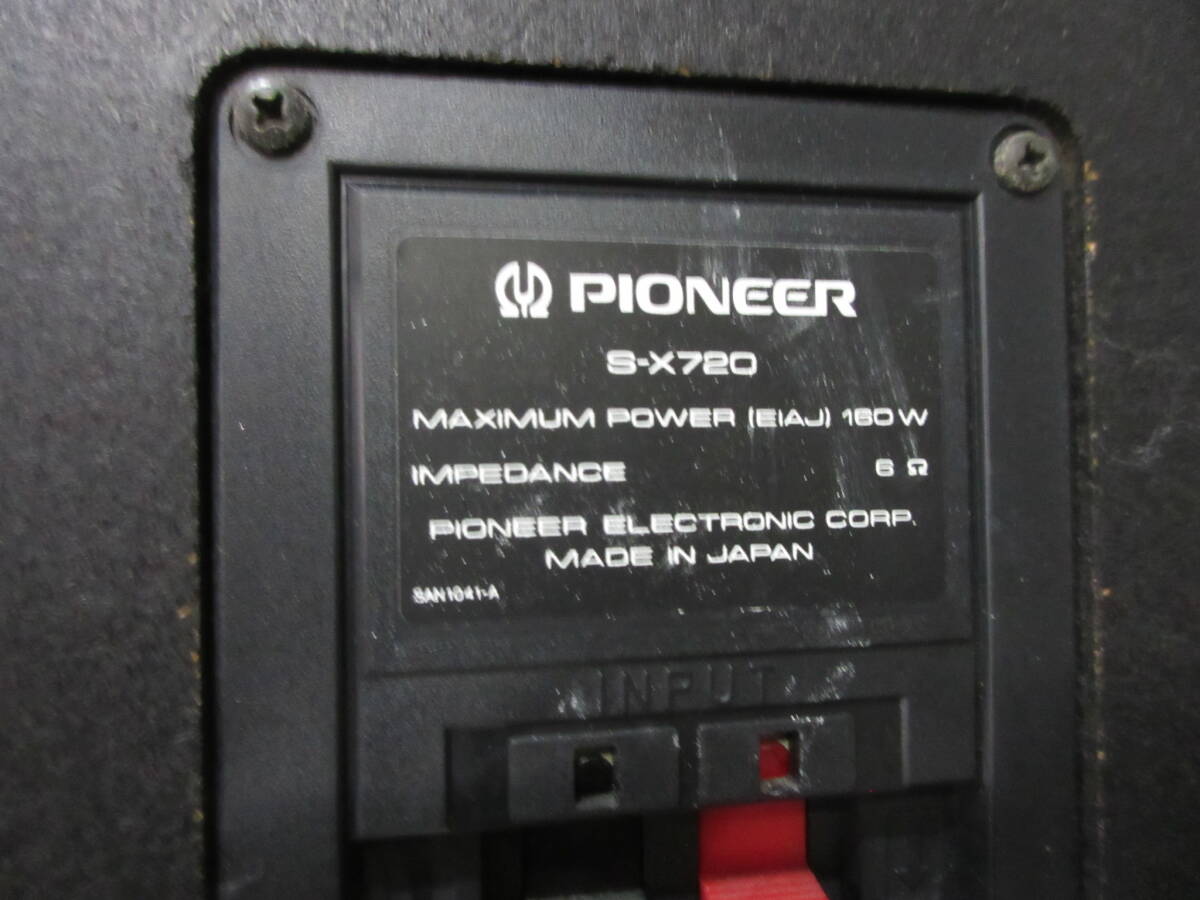 PIONEER
S-X720
MAXIMUM POWER (EIAJ) 160 W
IMPEDANCE 6 Ω
PIONEER ELECTRONIC CORP.
MADE IN JAPAN
SAN1041-A
INPUT